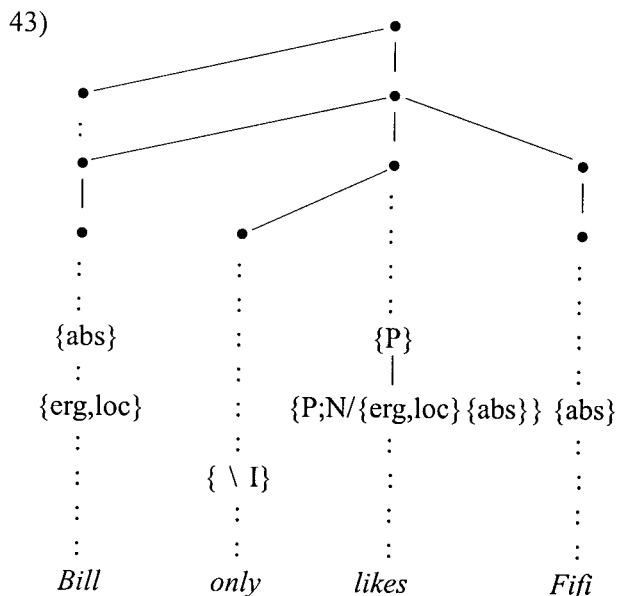 43)
{abs} {P}
{erg,loc} {P;N/{erg,loc}{abs}} {abs}
{ \ I}
Bill only likes Fifi